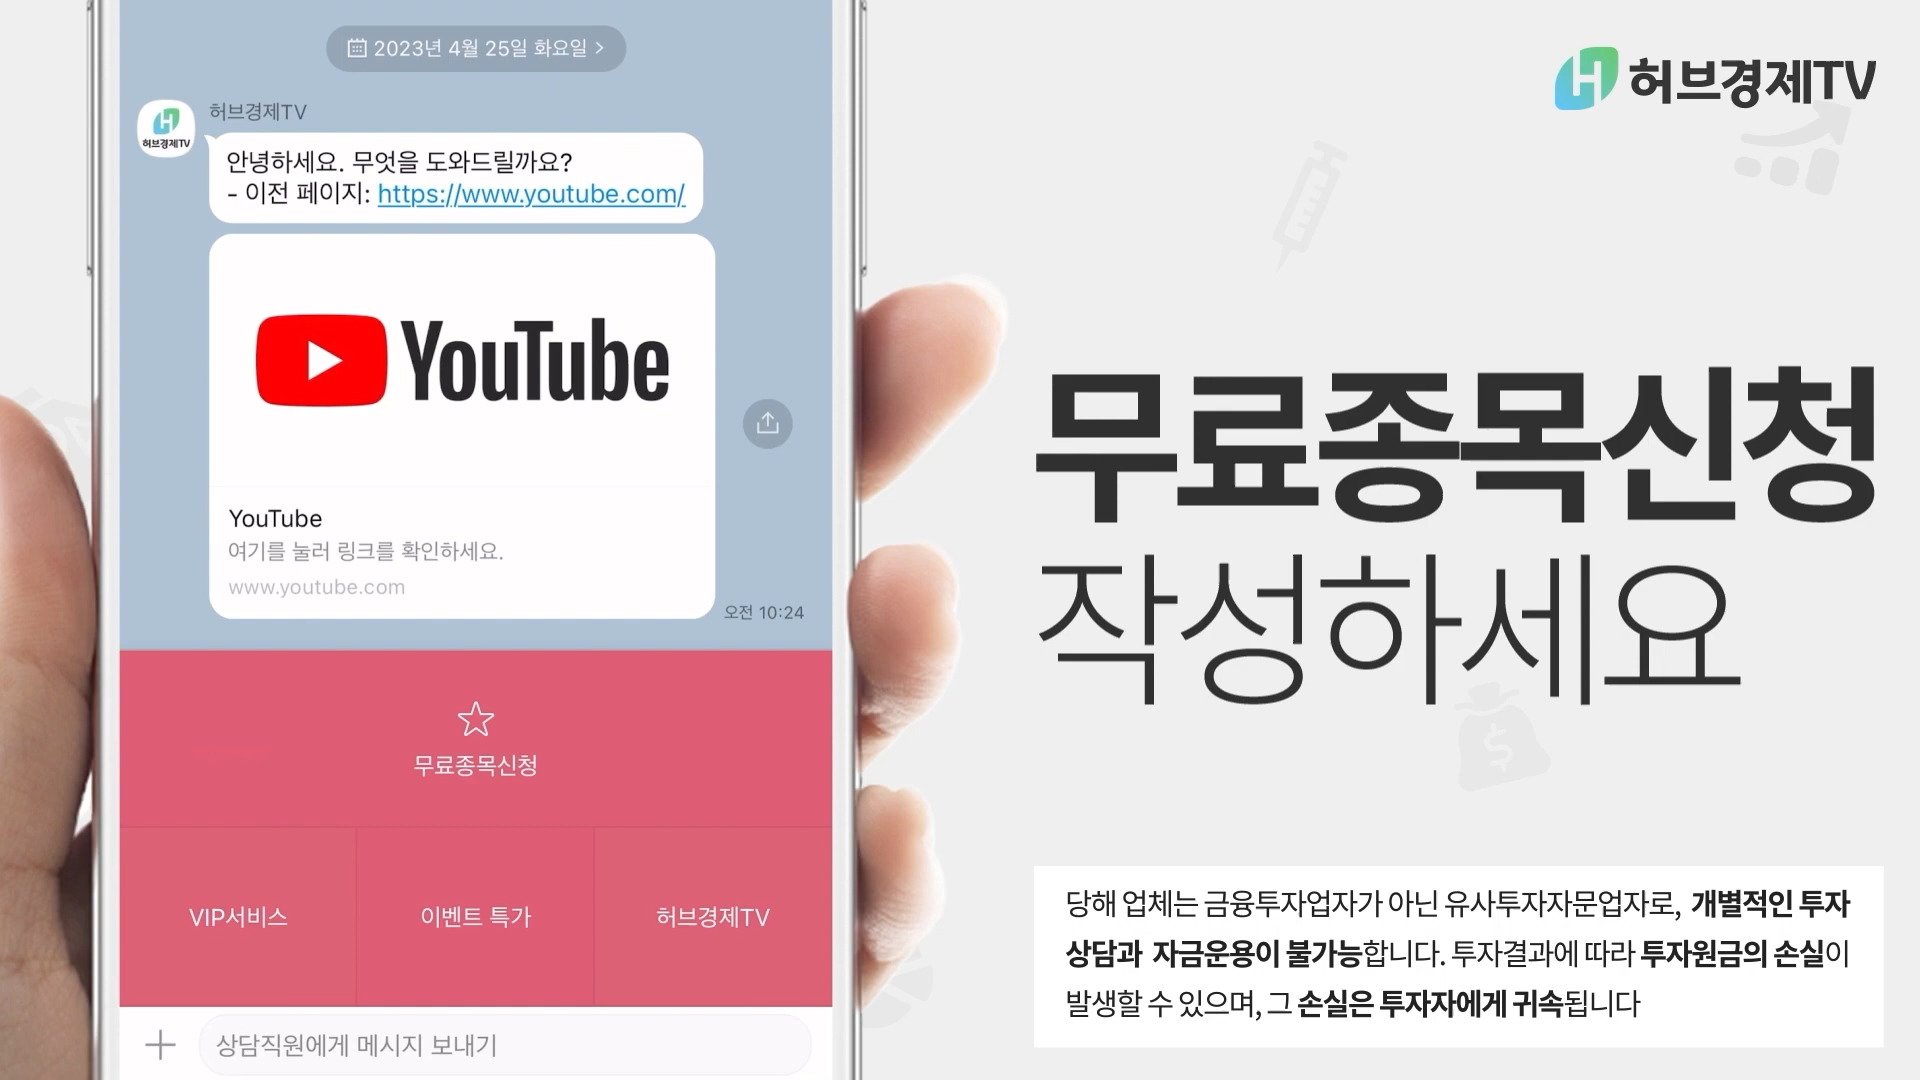 2023년 4월 25일 화요일 >
허브경제TV
허브경제TV
안녕하세요. 무엇을 도와드릴까요?
- 이전 페이지: https://www.youtube.com/
YouTube
YouTube
여기를 눌러 링크를 확인하세요.
www.youtube.com
오전 10:24
무료종목신청
VIP서비스
이벤트 특가
허브경제TV
상담직원에게 메시지 보내기
허브경제TV
무료종목신청
작성하세요
당해 업체는 금융투자업자가 아닌 유사투자자문업자로, 개별적인 투자
상담과 자금운용이 불가능합니다. 투자결과에 따라 투자원금의 손실이
발생할 수 있으며, 그 손실은 투자자에게 귀속됩니다